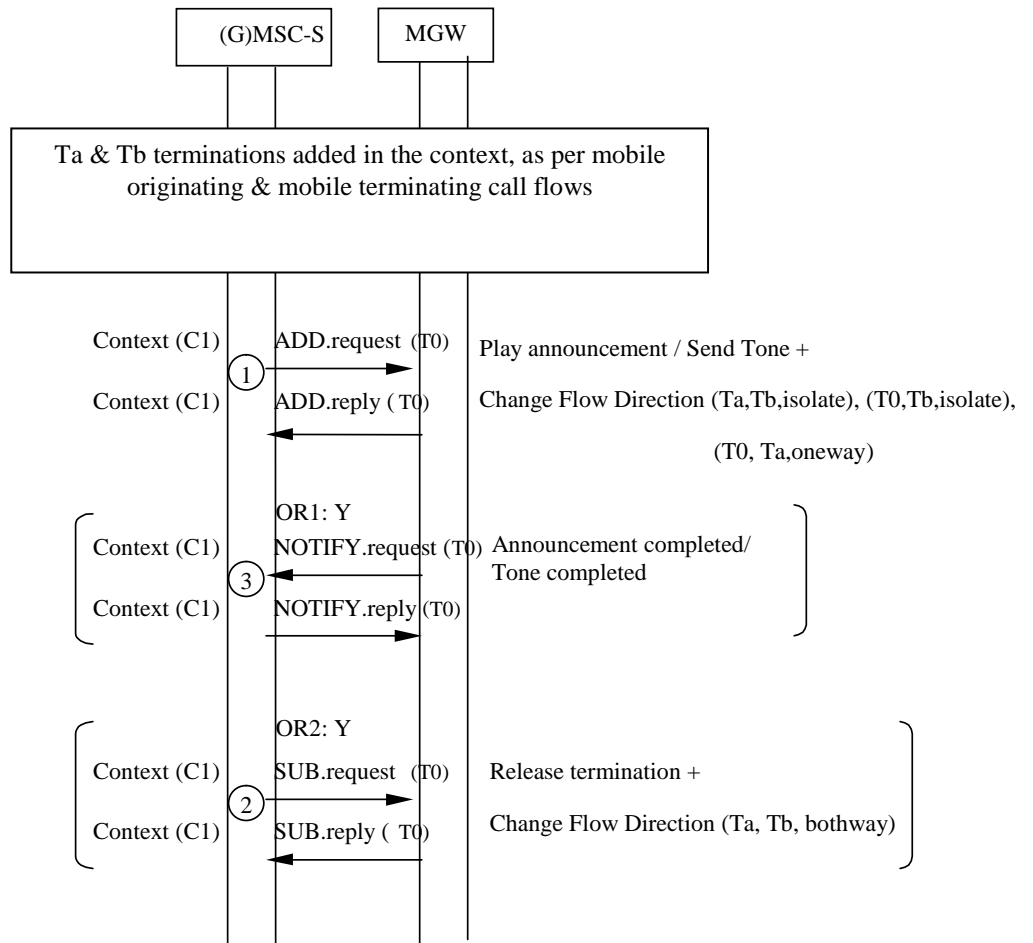 (G)MSC-S
MGW
Ta & Tb terminations added in the context, as per mobile
originating & mobile terminating call flows
Context (C1) ADD.request (T0)
Play announcement / Send Tone +
1
Context (C1) ADD.reply ( T0)
Change Flow Direction (Ta,Tb,isolate), (T0,Tb,isolate),
(T0, Ta,oneway)
OR1: Y
Context (C1) NOTIFY.request (T0) Announcement completed/
Tone completed
3
Context (C1) NOTIFY.reply (T0)
OR2: Y
Context (C1) SUB.request (T0) Release termination +
2
Context (C1) SUB.reply ( T0) Change Flow Direction (Ta, Tb, bothway)